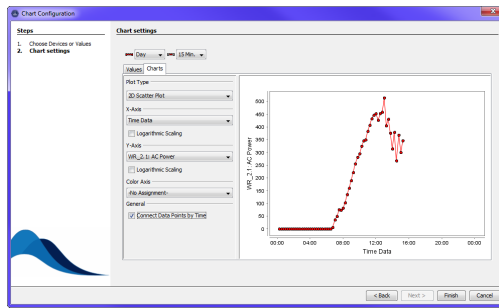 Chart Configuration
Steps
1. Choose Devices or Values
2. Chart settings
Chart settings
Day
15 Min.
Values
Charts
Plot Type
2D Scatter Plot
X-Axis
Time Data
Logarithmic Scaling
Y-Axis
WR_2.1: AC Power
Logarithmic Scaling
Color Axis
-No Assignment-
General
Connect Data Points by Time
WR_2.1: AC Power
500
450
400
350
300
250
200
150
100
50
0
00:00 04:00 08:00 12:00 16:00 20:00 00:00
Time Data
< Back
Next >
Finish
Cancel